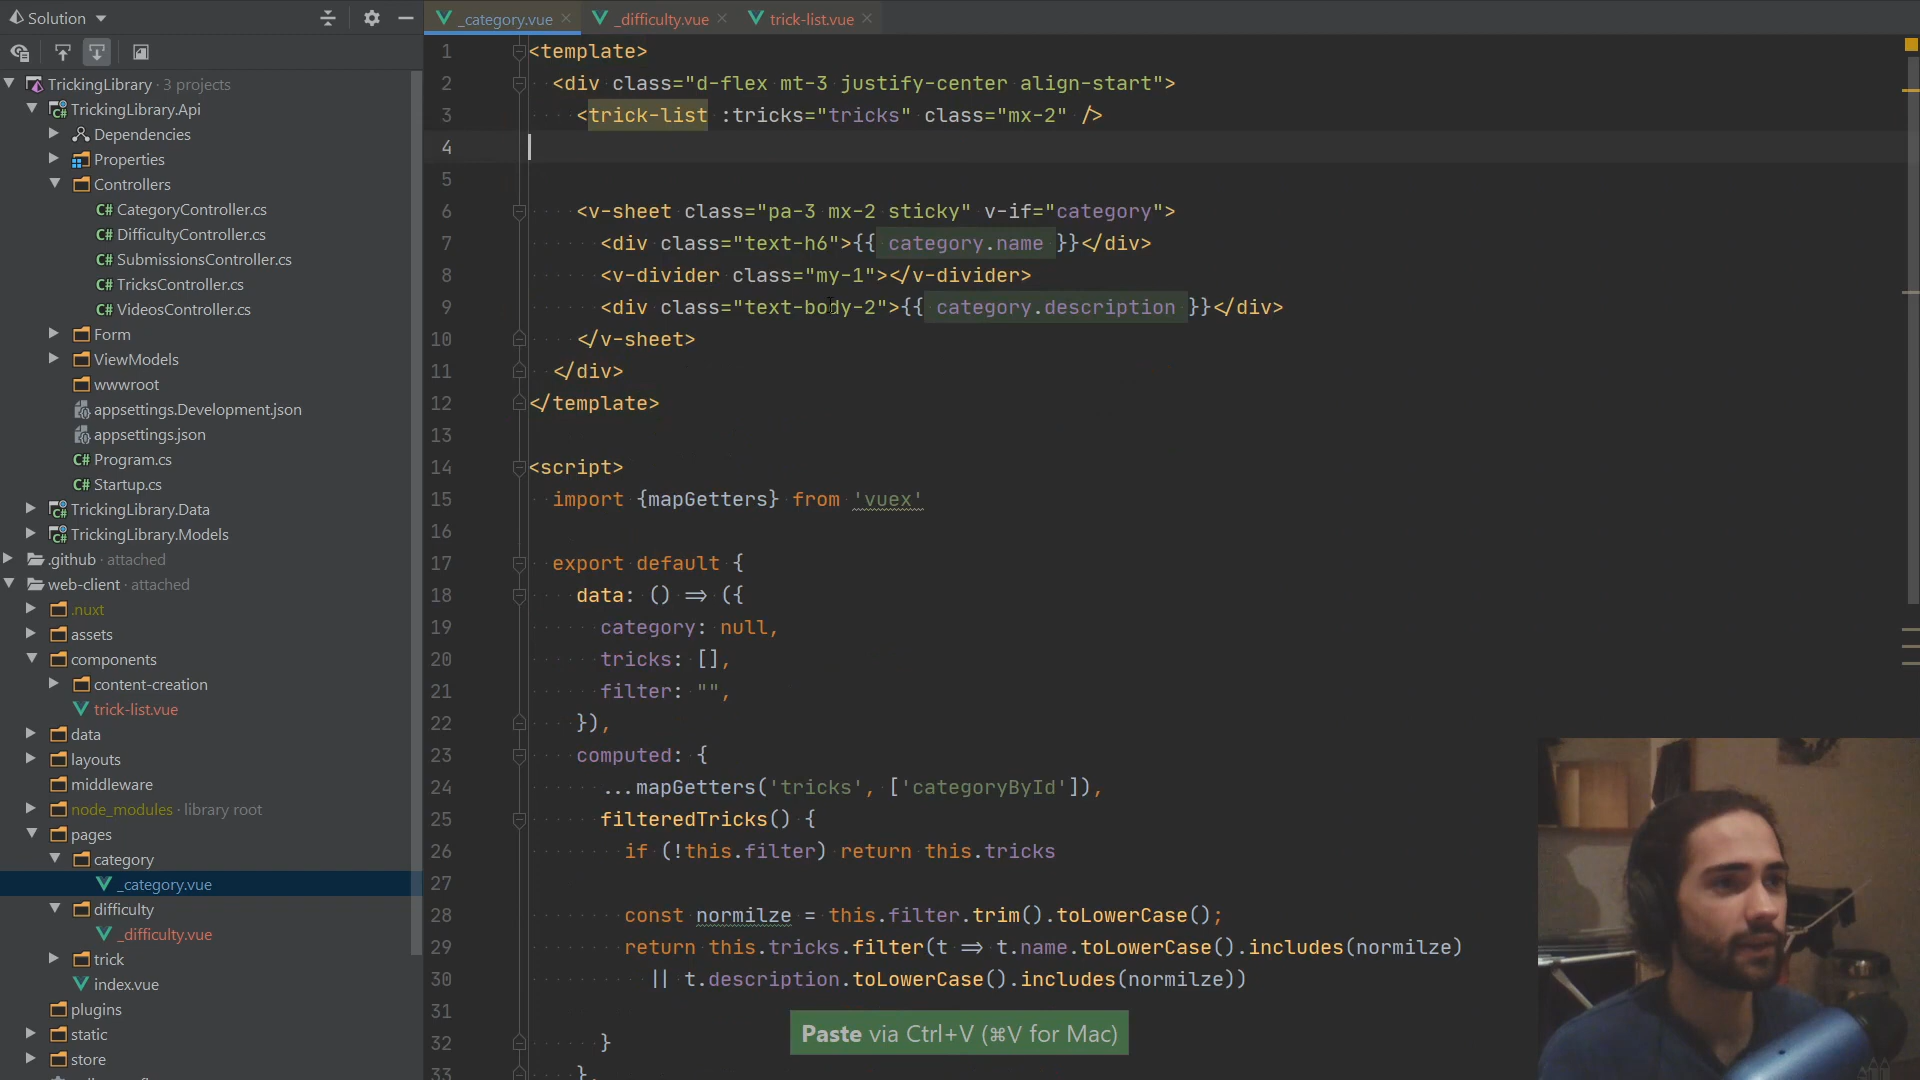 Solution
TrickingLibrary · 3 projects
TrickingLibrary.Api
Dependencies
Properties
Controllers
C# CategoryController.cs
C# DifficultyController.cs
C# SubmissionsController.cs
C# TricksController.cs
C# VideosController.cs
Form
ViewModels
wwwroot
appsettings.Development.json
appsettings.json
C# Program.cs
C# Startup.cs
TrickingLibrary.Data
TrickingLibrary.Models
.github · attached
web-client attached
.nuxt
assets
components
content-creation
trick-list.vue
data
layouts
middleware
node_modules · library root
pages
category
_category.vue
difficulty
_difficulty.vue
trick
index.vue
plugins
static
store
_category.vue
_difficulty.vue
trick-list.vue
1 <template>
2 <div class="d-flex mt-3 justify-center align-start">
3 <trick-list :tricks="tricks" class="mx-2" />
4
5
6 <v-sheet class="pa-3 mx-2 sticky" v-if="category">
7 <div class="text-h6">{{ category.name }}</div>
8 <v-divider class="my-1"></v-divider>
9 <div class="text-body-2">{{ category.description }}</div>
10 </v-sheet>
11 </div>
12 </template>
13
14 <script>
15 import {mapGetters} from 'vuex'
16
17 export default {
18 data: () => ({
19 category: null,
20 tricks: [],
21 filter: "",
22 }),
23 computed: {
24 ...mapGetters('tricks', ['categoryById']),
25 filteredTricks() {
26 if (!this.filter) return this.tricks
27
28 const normilze = this.filter.trim().toLowerCase();
29 return this.tricks.filter(t => t.name.toLowerCase().includes(normilze)
30 || t.description.toLowerCase().includes(normilze))
31
32 }
33 },
Paste via Ctrl+V (⌘V for Mac)